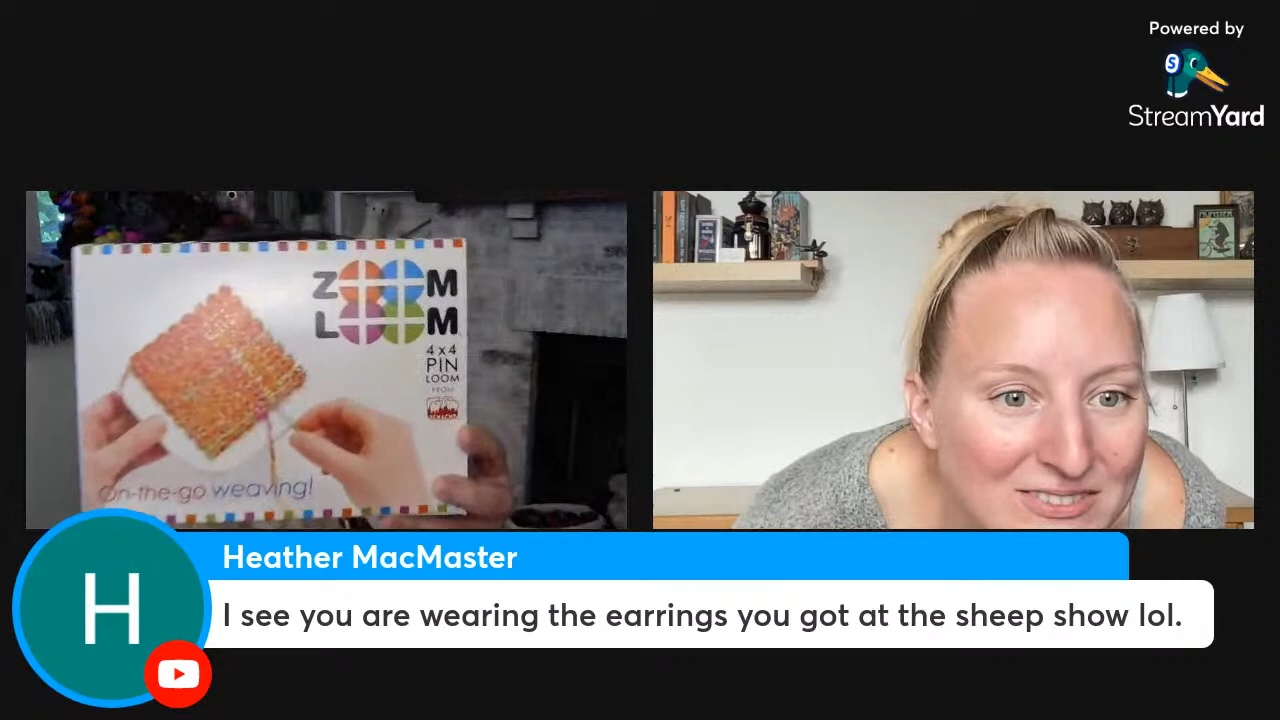 Powered by
S
StreamYard
ZOOM
LOOM
4x4
PIN
LOOM
FROM
On-the-go weaving!
H
Heather MacMaster
I see you are wearing the earrings you got at the sheep show lol.